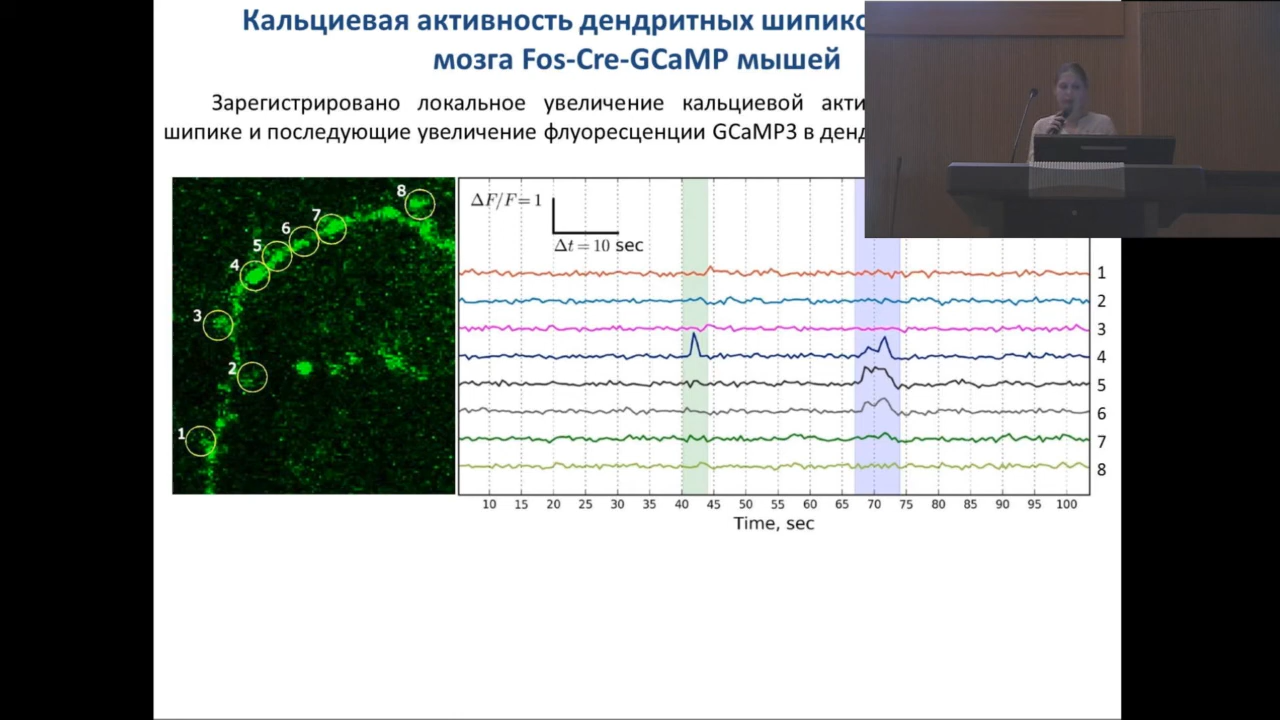 Кальциевая активность дендритных шипико
мозга Fos-Cre-GCaMP мышей
Зарегистрировано локальное увеличение кальциевой акти
шипике и последующие увеличение флуоресценции GCaMP3 в денд
8
7
6
5
4
3
2
1
ΔF/F=1
Δt = 10 sec
1
2
3
4
5
6
7
8
10 15 20 25 30 35 40 45 50 55 60 65 70 75 80 85 90 95 100
Time, sec